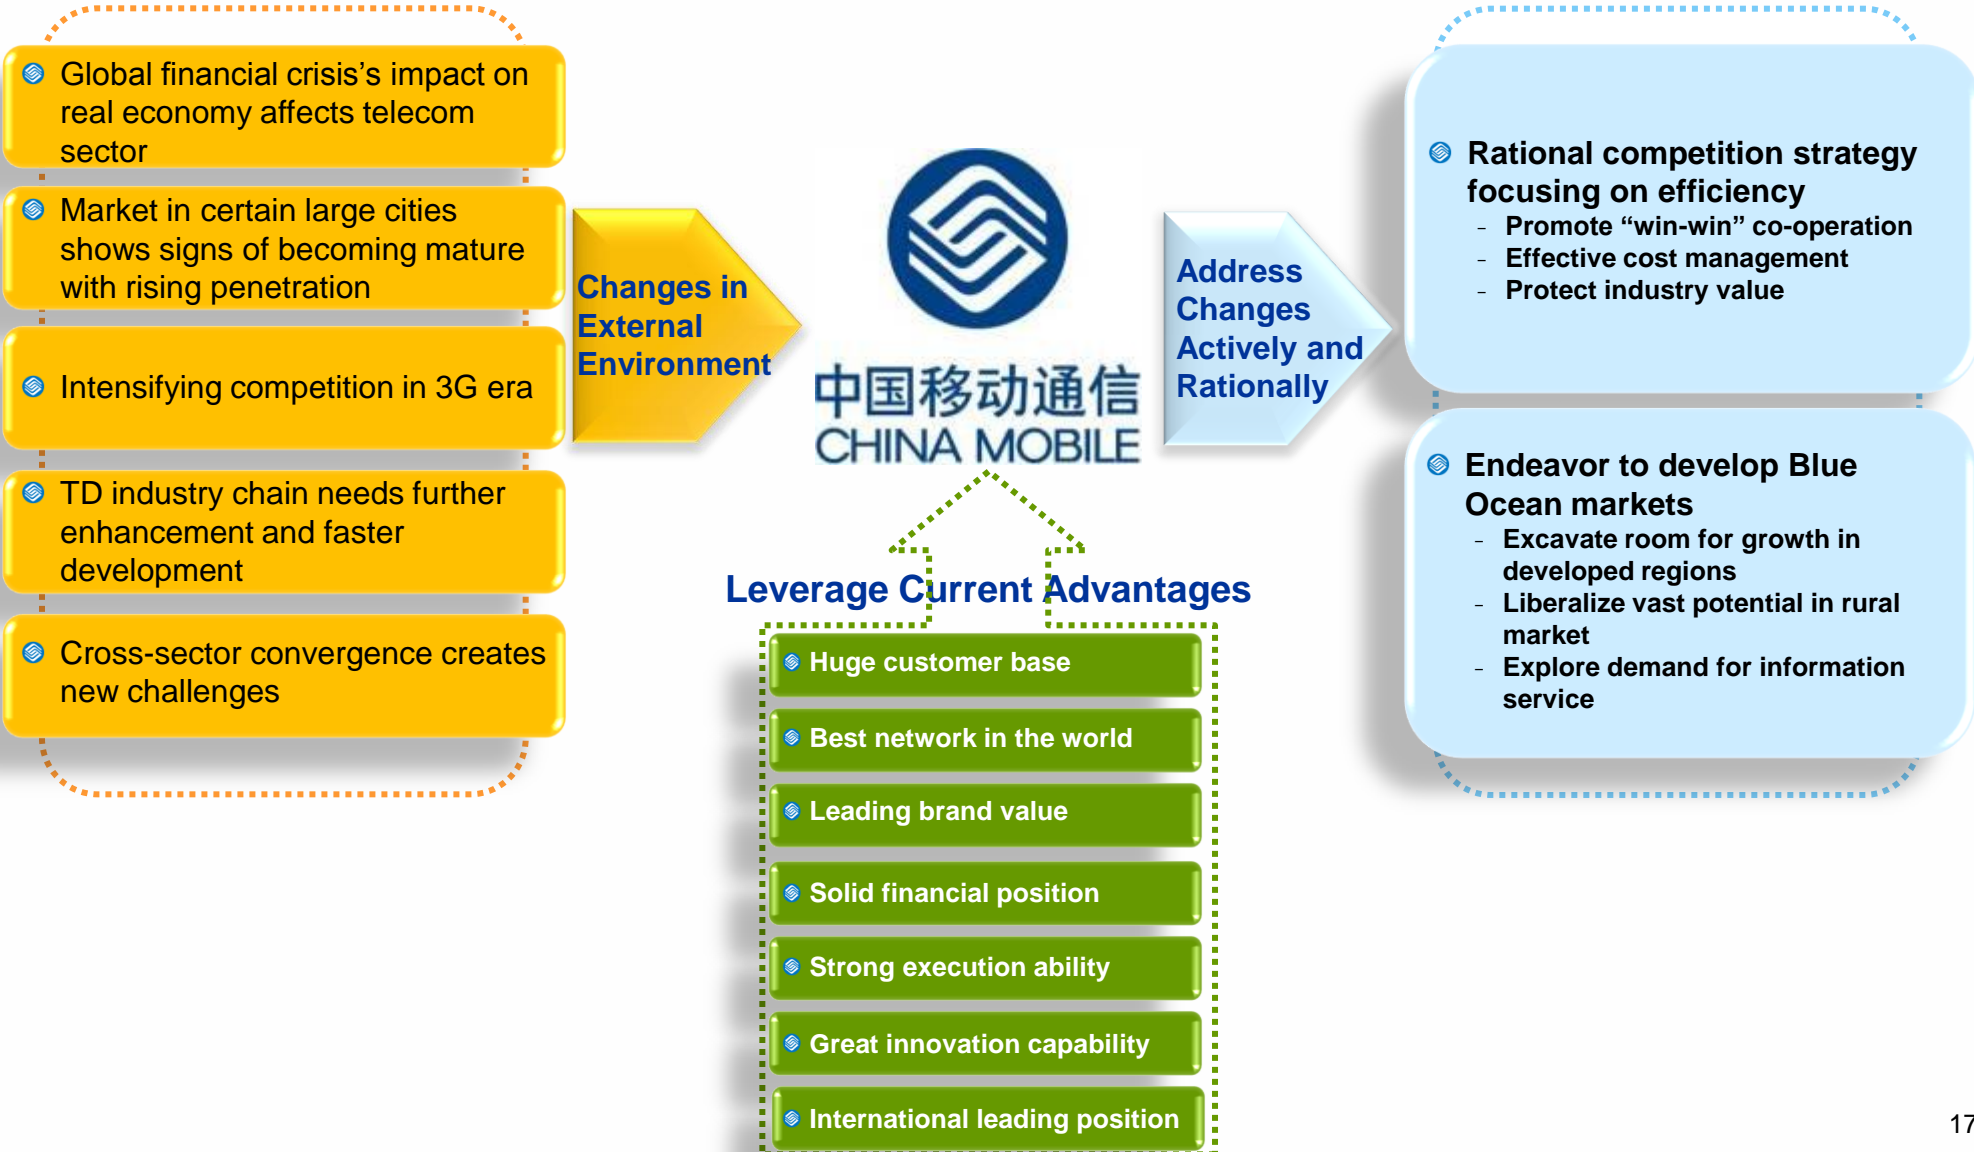 Global financial crisis’s impact on
real economy affects telecom
sector
Market in certain large cities
shows signs of becoming mature
with rising penetration
Intensifying competition in 3G era
TD industry chain needs further
enhancement and faster
development
Cross-sector convergence creates
new challenges
Changes in
External
Environment
中国移动通信
CHINA MOBILE
Leverage Current Advantages
Huge customer base
Best network in the world
Leading brand value
Solid financial position
Strong execution ability
Great innovation capability
International leading position
Address
Changes
Actively and
Rationally
Rational competition strategy
focusing on efficiency
- Promote “win-win” co-operation
- Effective cost management
- Protect industry value
Endeavor to develop Blue
Ocean markets
- Excavate room for growth in
developed regions
- Liberalize vast potential in rural
market
- Explore demand for information
service
17